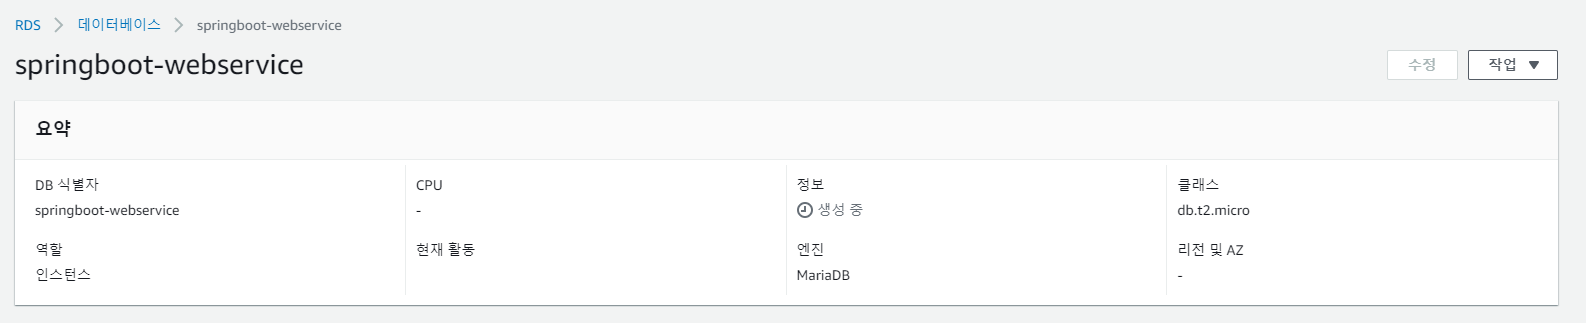 RDS > 데이터베이스 > springboot-webservice
springboot-webservice
수정
작업 ▼
요약
DB 식별자
springboot-webservice
CPU
-
정보
생성 중
클래스
db.t2.micro
역할
인스턴스
현재 활동
엔진
MariaDB
리전 및 AZ
-